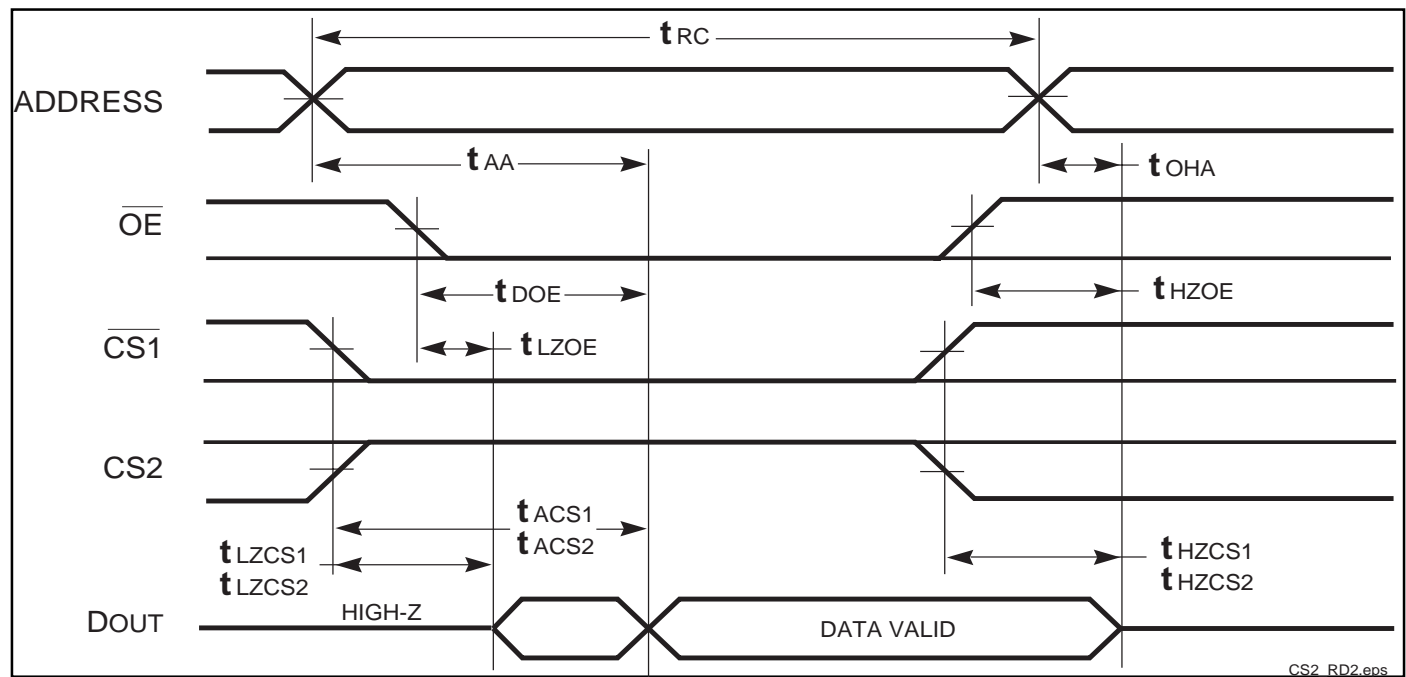 tRC
ADDRESS
tAA
tOHA
OE
tDOE
tHZOE
CS1
tLZOE
CS2
tACS1
tACS2
tLZCS1
tLZCS2
tHZCS1
tHZCS2
HIGH-Z
DOUT
DATA VALID
CS2_RD2.eps